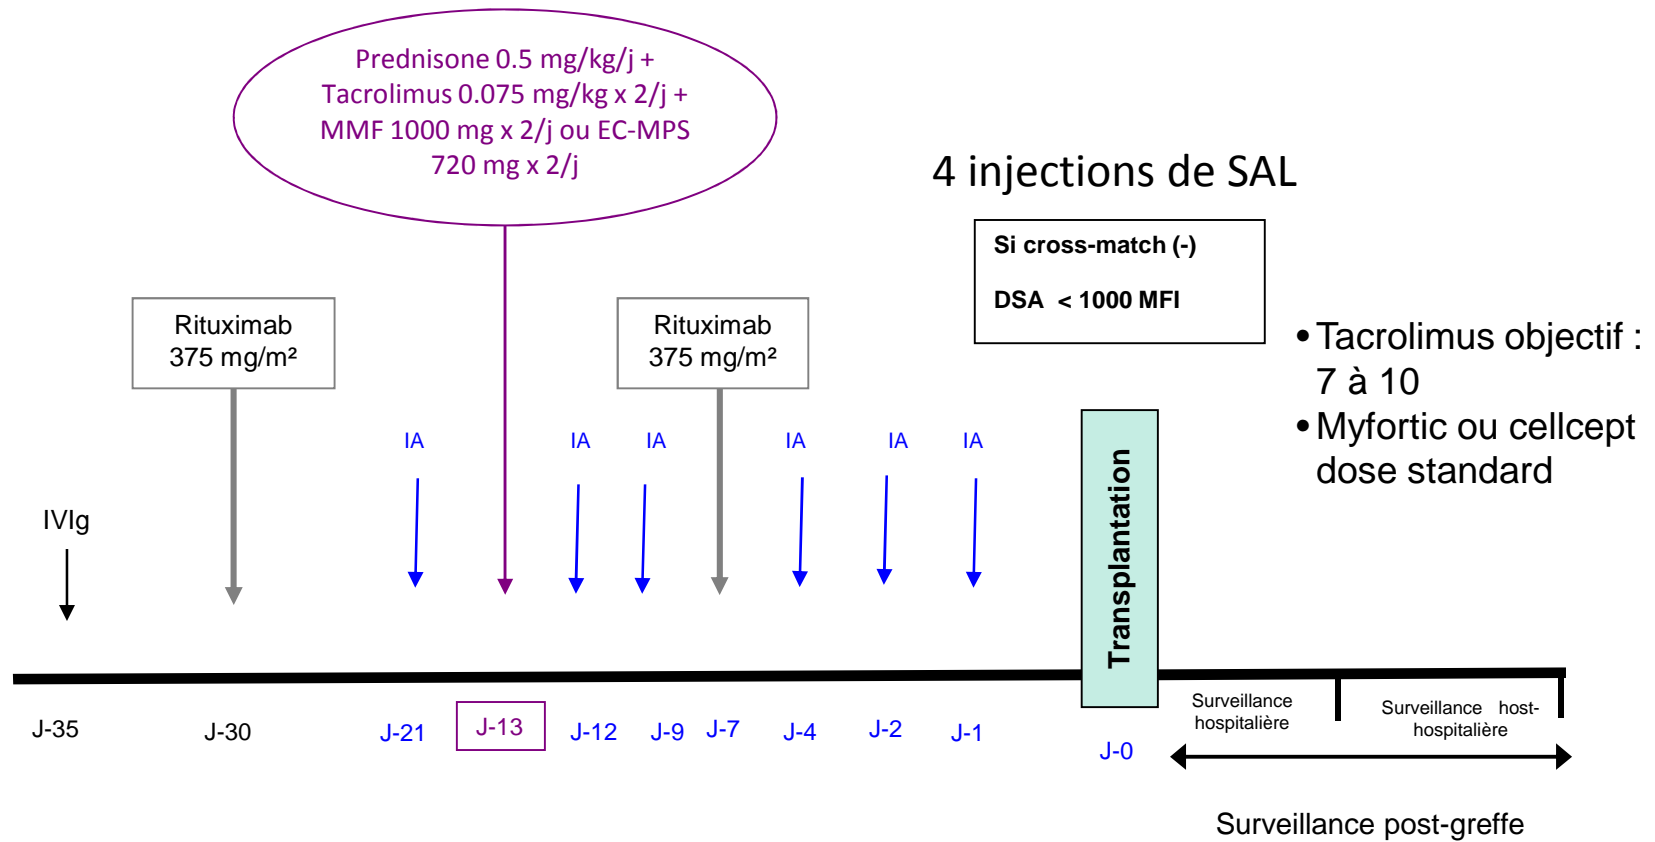 Prednisone 0.5 mg/kg/j +
Tacrolimus 0.075 mg/kg x 2/j +
MMF 1000 mg x 2/j ou EC-MPS
720 mg x 2/j
4 injections de SAL
Si cross-match (-)
DSA < 1000 MFI
Rituximab
375 mg/m²
Rituximab
375 mg/m²
• Tacrolimus objectif :
7 à 10
• Myfortic ou cellcept
dose standard
IA
IA
IA
IA
IA
IA
IVIg
Transplantation
J-35
J-30
J-21
J-13
J-12
J-9
J-7
J-4
J-2
J-1
J-0
Surveillance
hospitalière
Surveillance host-
hospitalière
Surveillance post-greffe